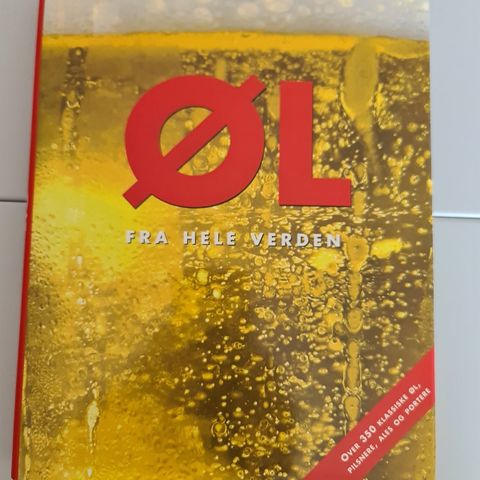 ØL
FRA HELE VERDEN
OVER 350 KLASSISKE ØL,
PILSNERE, ALES OG PORTERE